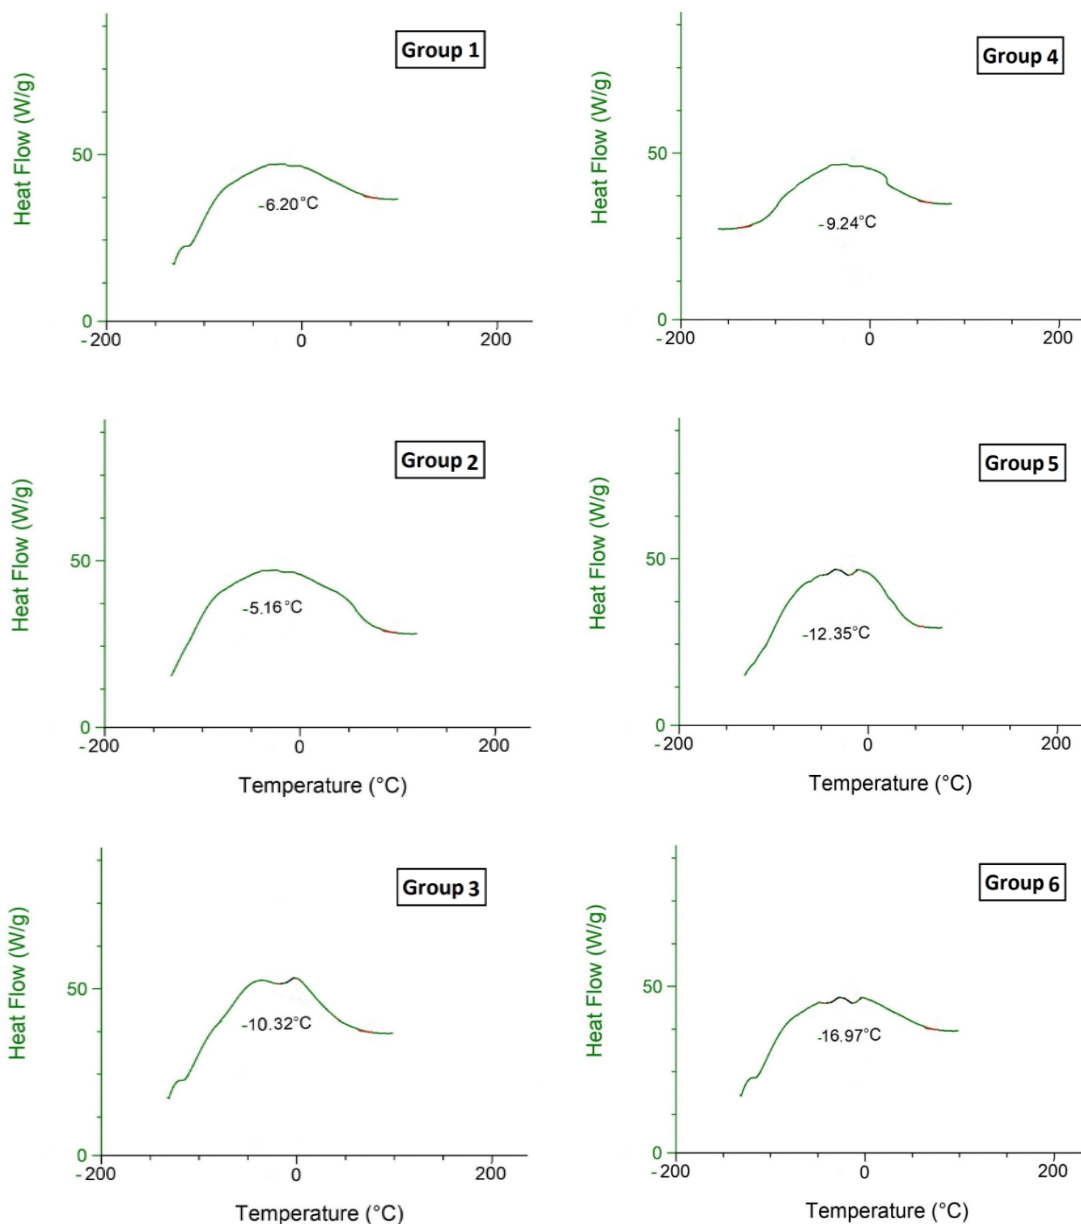 Group 1
Heat Flow (W/g)
50
-6.20°C
0
-200
0
200
Group 4
Heat Flow (W/g)
50
-9.24°C
0
-200
0
200
Group 2
Heat Flow (W/g)
50
-5.16°C
0
-200
0
200
Temperature (°C)
Group 5
Heat Flow (W/g)
50
-12.35°C
0
-200
0
200
Temperature (°C)
Group 3
Heat Flow (W/g)
50
-10.32°C
0
-200
0
200
Temperature (°C)
Group 6
Heat Flow (W/g)
50
-16.97°C
0
-200
0
200
Temperature (°C)